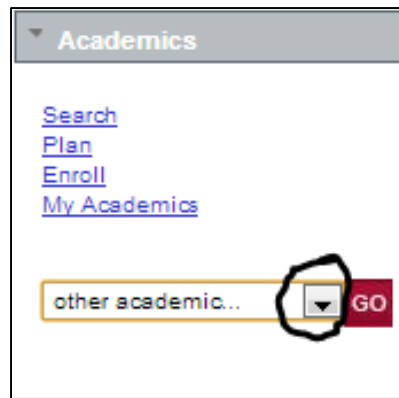 Academics
Search
Plan
Enroll
My Academics
other academic... GO